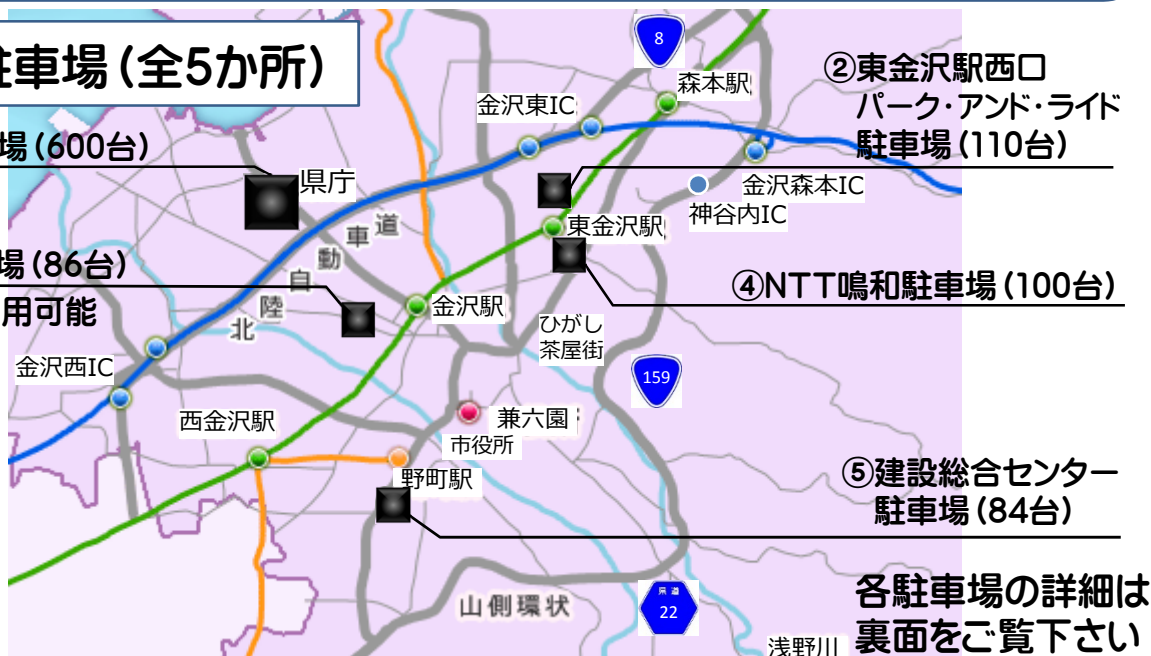 駐車場(全5か所)
8
②東金沢駅西口
パーク・アンド・ライド
駐車場(110台)
森本駅
金沢東IC
場(600台)
県庁
金沢森本IC
神谷内IC
北陸自動車道
東金沢駅
場(86台)
用可能
④NTT鳴和駐車場(100台)
金沢駅
ひがし
茶屋街
金沢西IC
159
西金沢駅
兼六園
市役所
野町駅
⑤建設総合センター
駐車場(84台)
山側環状
県道
22
各駐車場の詳細は
裏面をご覧下さい
浅野川